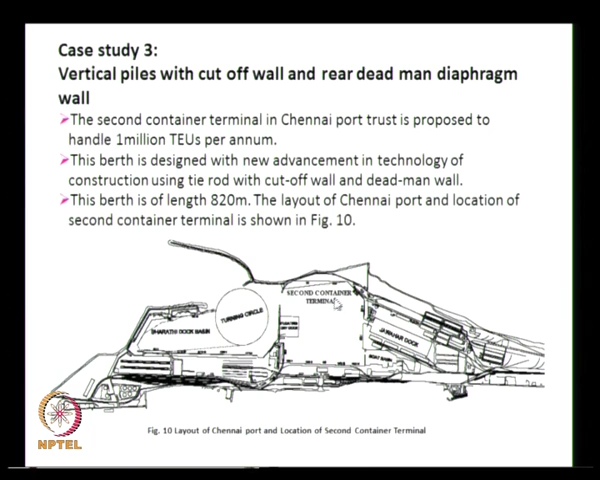 Case study 3:
Vertical piles with cut off wall and rear dead man diaphragm
wall
➤The second container terminal in Chennai port trust is proposed to
handle 1million TEUs per annum.
➤This berth is designed with new advancement in technology of
construction using tie rod with cut-off wall and dead-man wall.
➤This berth is of length 820m. The layout of Chennai port and location of
second container terminal is shown in Fig. 10.
SECOND CONTAINER
TERMINAL
TURNING CIRCLE
BHARATHI DOCK BASIN
JAWAHAR DOCK
BOAT BASIN
NPTEL
Fig. 10 Layout of Chennai port and Location of Second Container Terminal